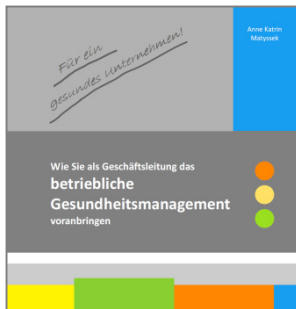 Anne Katrin
Matyssek
Für ein
gesundes Unternehmen!
Wie Sie als Geschäftsleitung das
betriebliche
Gesundheitsmanagement
voranbringen